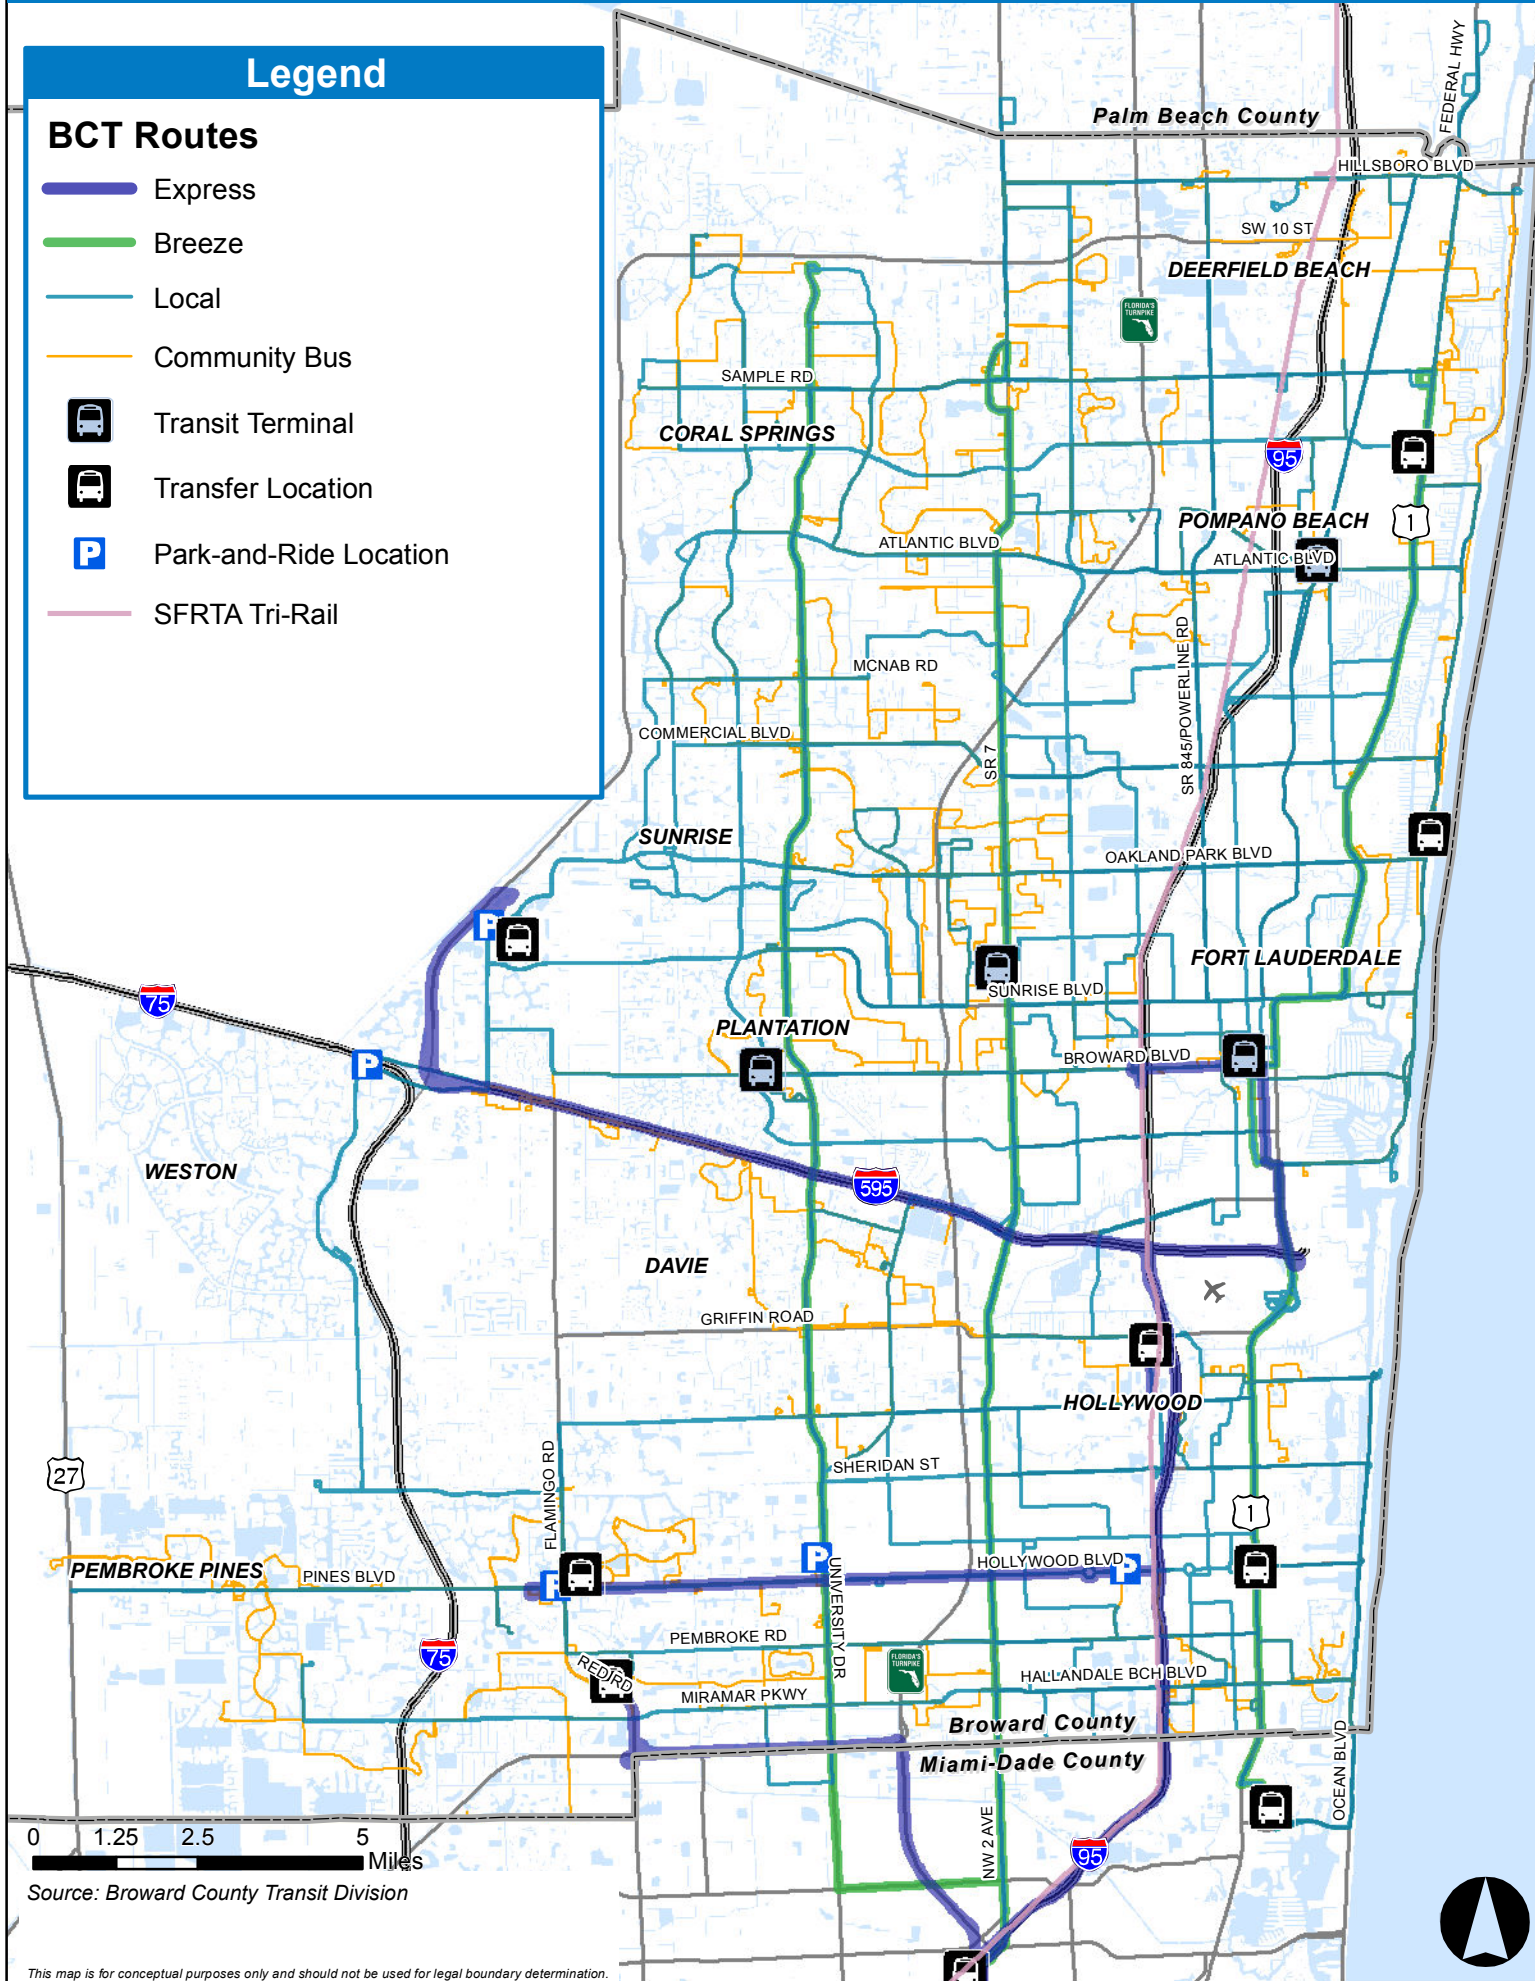 Legend
BCT Routes
Express
Breeze
Local
Community Bus
Transit Terminal
Transfer Location
P
Park-and-Ride Location
SFRTA Tri-Rail
FEDERAL HWY
Palm Beach County
HILLSBORO BLVD
SW 10 ST
DEERFIELD BEACH
FLORIDA'S
TURNPIKE
SAMPLE RD
CORAL SPRINGS
95
POMPANO BEACH
1
ATLANTIC BLVD
ATLANTIC BLVD
SR 845/POWERLINE RD
MCNAB RD
COMMERCIAL BLVD
SR 7
SUNRISE
OAKLAND PARK BLVD
P
FORT LAUDERDALE
SUNRISE BLVD
75
PLANTATION
BROWARD BLVD
P
WESTON
595
DAVIE
GRIFFIN ROAD
HOLLYWOOD
FLAMINGO RD
SHERIDAN ST
27
1
PEMBROKE PINES
PINES BLVD
P
P
HOLLYWOOD BLVD
P
UNIVERSITY DR
PEMBROKE RD
75
RED RD
FLORIDA'S
TURNPIKE
HALLANDALE BCH BLVD
MIRAMAR PKWY
Broward County
Miami-Dade County
OCEAN BLVD
NW 2 AVE
95
0 1.25 2.5 5
Miles
Source: Broward County Transit Division
This map is for conceptual purposes only and should not be used for legal boundary determination.